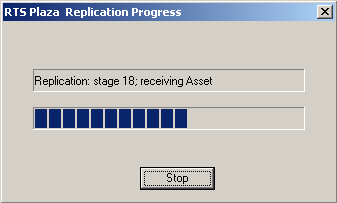 RTS Plaza  Replication Progress
Replication: stage 18; receiving Asset
Stop